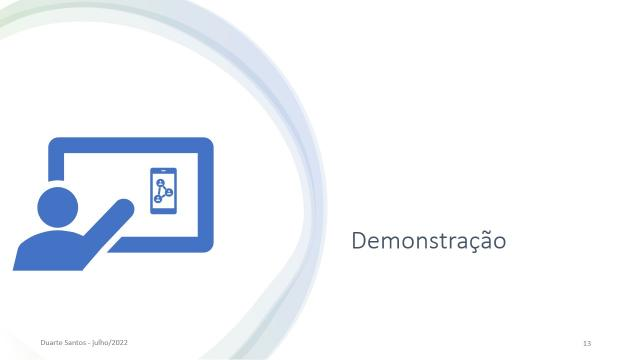 Demonstração
Duarte Santos - julho/2022
13